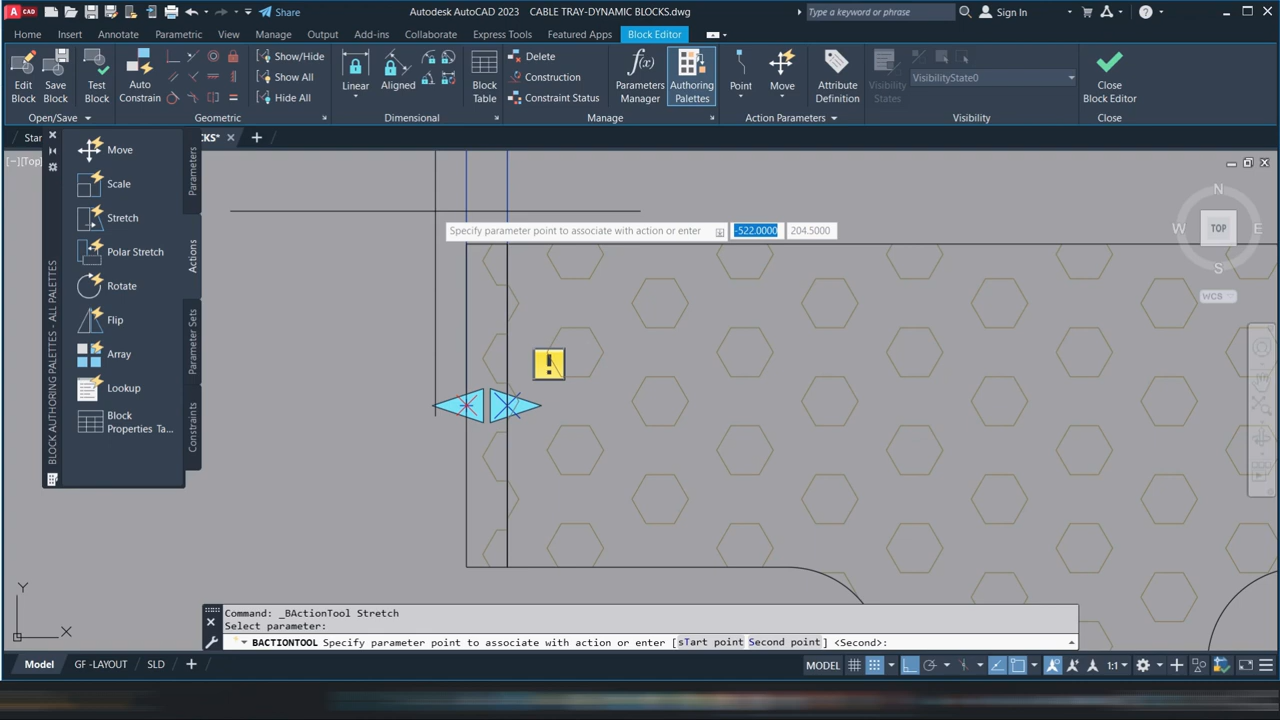 CAD
Share
Autodesk AutoCAD 2023 CABLE TRAY-DYNAMIC BLOCKS.dwg
Type a keyword or phrase
Sign In
?
Home Insert Annotate Parametric View Manage Output Add-ins Collaborate Express Tools Featured Apps Block Editor
Edit Block
Save Block
Test Block
Auto Constrain
Show/Hide
Show All
Hide All
Linear
Aligned
Block Table
Delete
Construction
Constraint Status
f(x)
Parameters Manager
Authoring Palettes
Point
Move
Attribute Definition
Visibility States
VisibilityState0
Close Block Editor
Open/Save Geometric Dimensional Manage Action Parameters Visibility Close
Star
CKS*
[−][Top]
Move
Scale
Stretch
Polar Stretch
Rotate
Flip
Array
Lookup
Block
Properties Ta...
Parameters
Actions
Parameter Sets
Constraints
BLOCK AUTHORING PALETTES - ALL PALETTES
Specify parameter point to associate with action or enter -522.0000 204.5000
!
N
W TOP E
S
WCS
Y
X
Command: _BActionTool Stretch
Select parameter:
BACTIONTOOL Specify parameter point to associate with action or enter [sTart point Second point] <Second>:
Model GF -LAYOUT SLD
MODEL
1:1